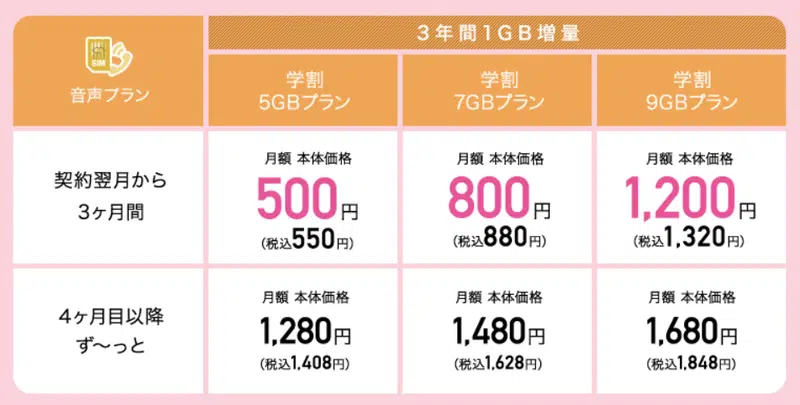 3年間1GB増量
SIM
音声プラン
学割
5GBプラン
学割
7GBプラン
学割
9GBプラン
契約翌月から
3ヶ月間
月額 本体価格
500円
(税込550円)
月額 本体価格
800円
(税込880円)
月額 本体価格
1,200円
(税込1,320円)
4ヶ月目以降
ず〜っと
月額 本体価格
1,280円
(税込1,408円)
月額 本体価格
1,480円
(税込1,628円)
月額 本体価格
1,680円
(税込1,848円)